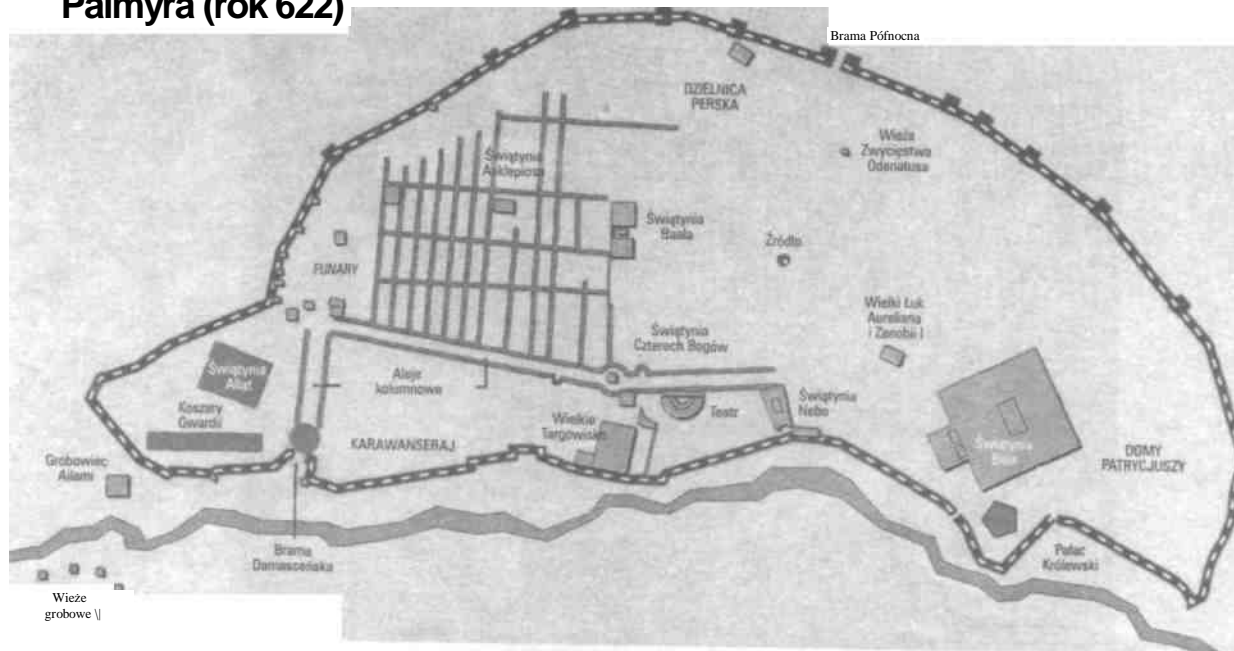 Palmyra (rok 622)
Brama Północna
DZIELNICA
PERSKA
Wieża
Zwycięstwa
Odenatusa
Świątynia
Asklepiosa
Świątynia
Baala
Źródło
FUNARY
Wielki Łuk
Aureliana
i Zenobii |
Świątynia
Czterech Bogów
Świątynia
Allat
Aleje
kolumnowe
Koszary
Gwardii
Teatr
Świątynia
Nebo
Wielkie
Targowisko
KARAWANSERAJ
Świątynia
DOMY
PATRYCJUSZY
Grobowiec
Ailami
Brama
Damasceńska
Pałac
Królewski
Wieże
grobowe \|